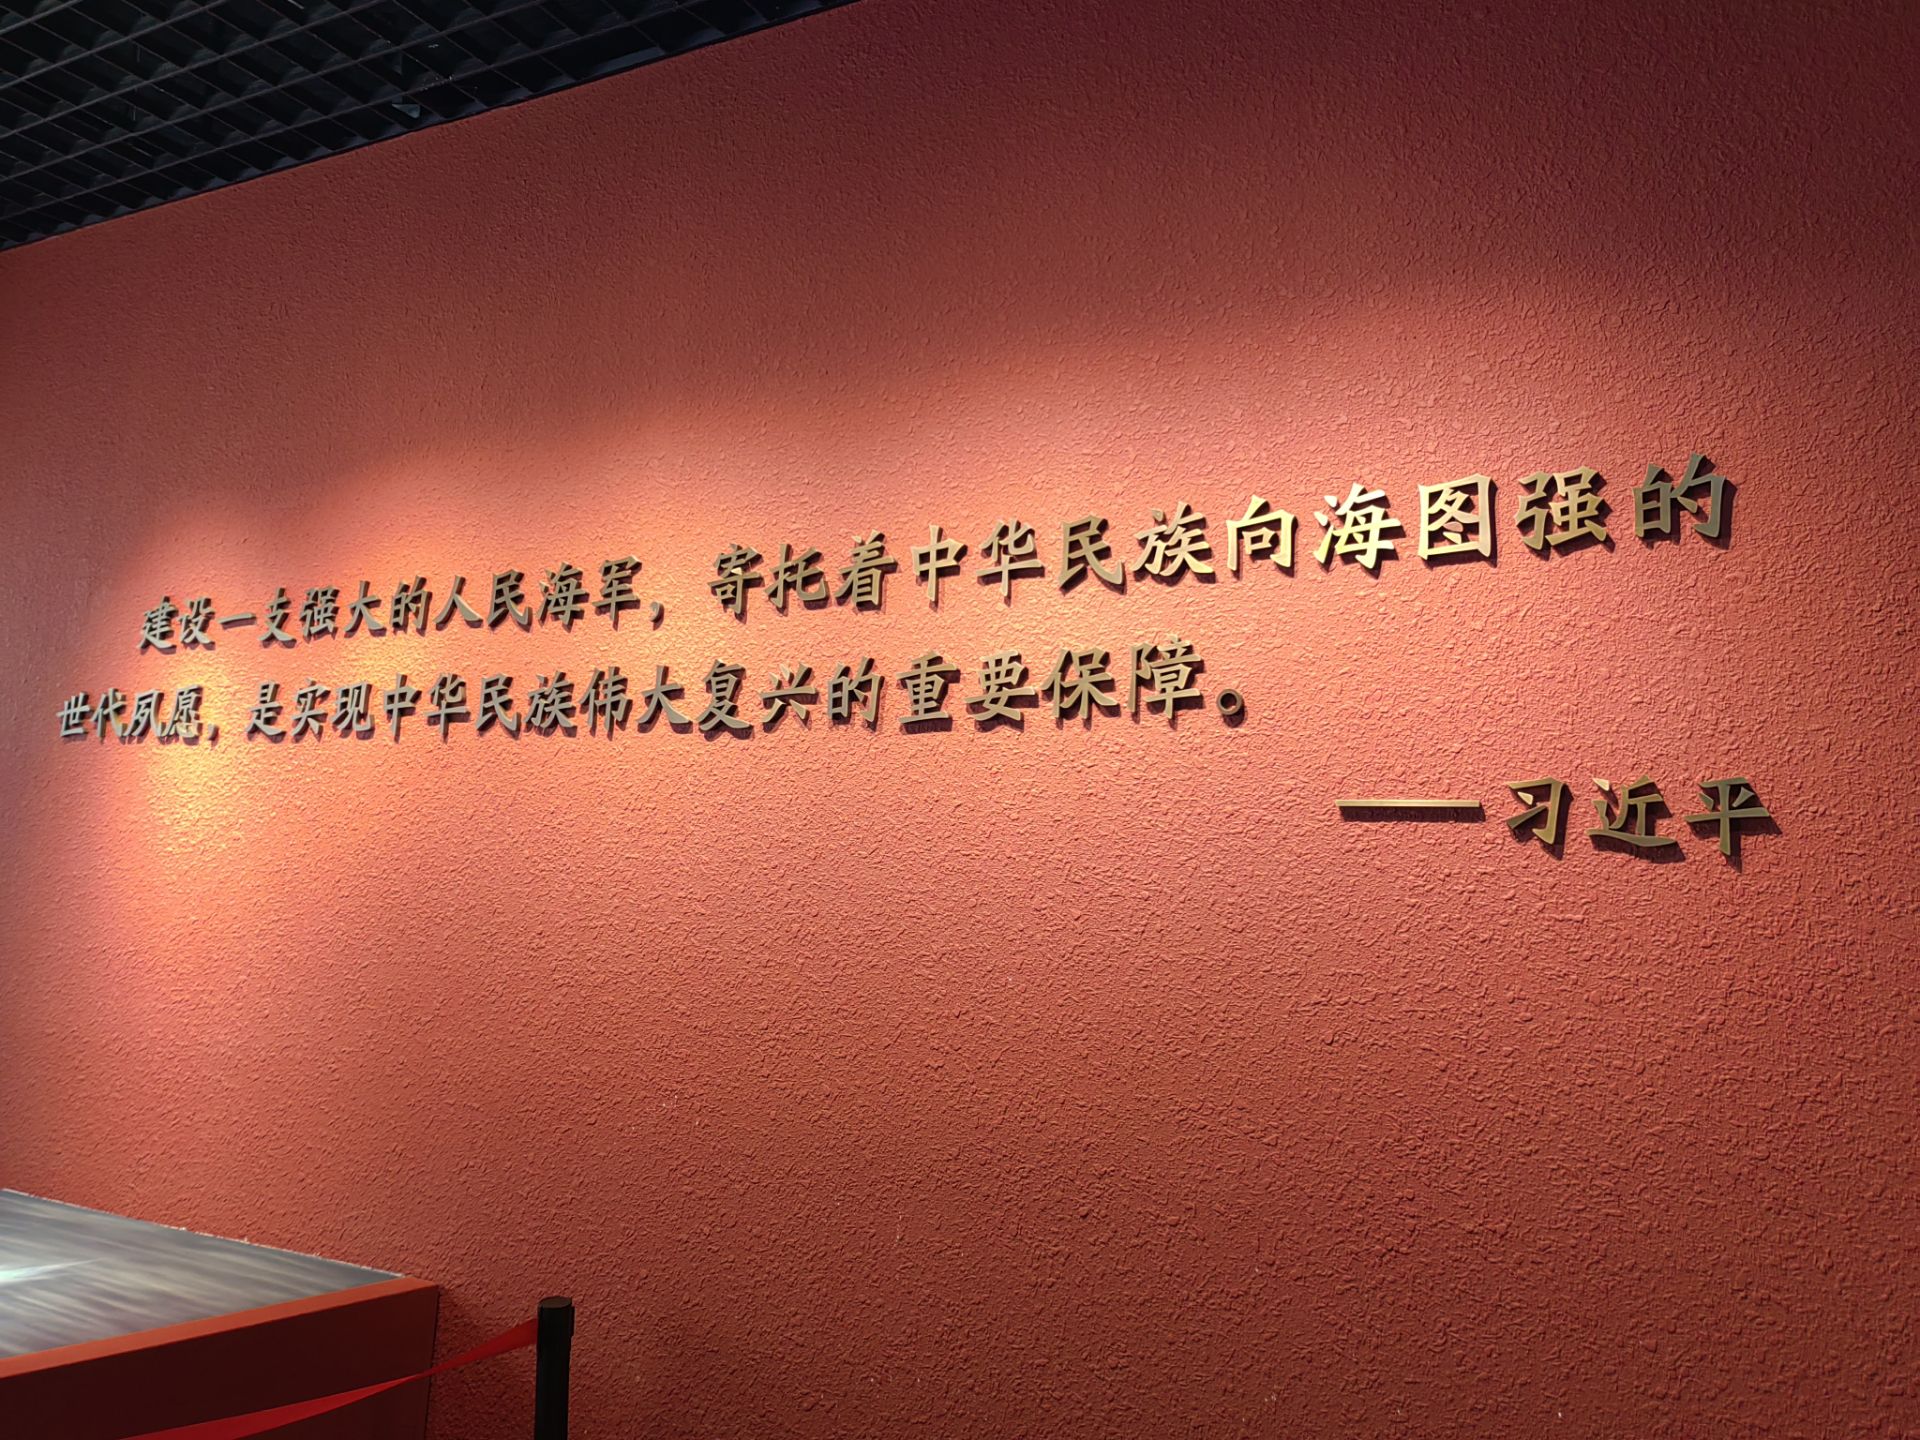 建设一支强大的人民海军，寄托着中华民族向海图强的
世代夙愿，是实现中华民族伟大复兴的重要保障。
——习近平